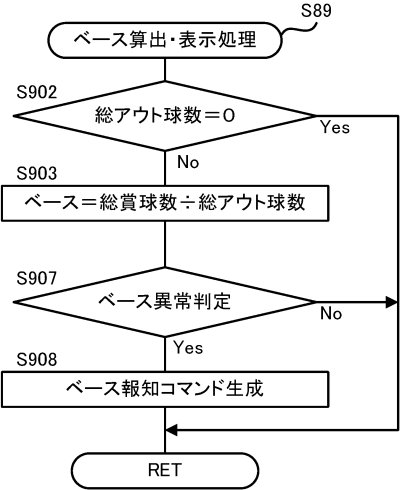 S89
ベース算出・表示処理
S902
総アウト球数＝０
Yes
No
S903
ベース＝総賞球数÷総アウト球数
S907
ベース異常判定
No
Yes
S908
ベース報知コマンド生成
RET